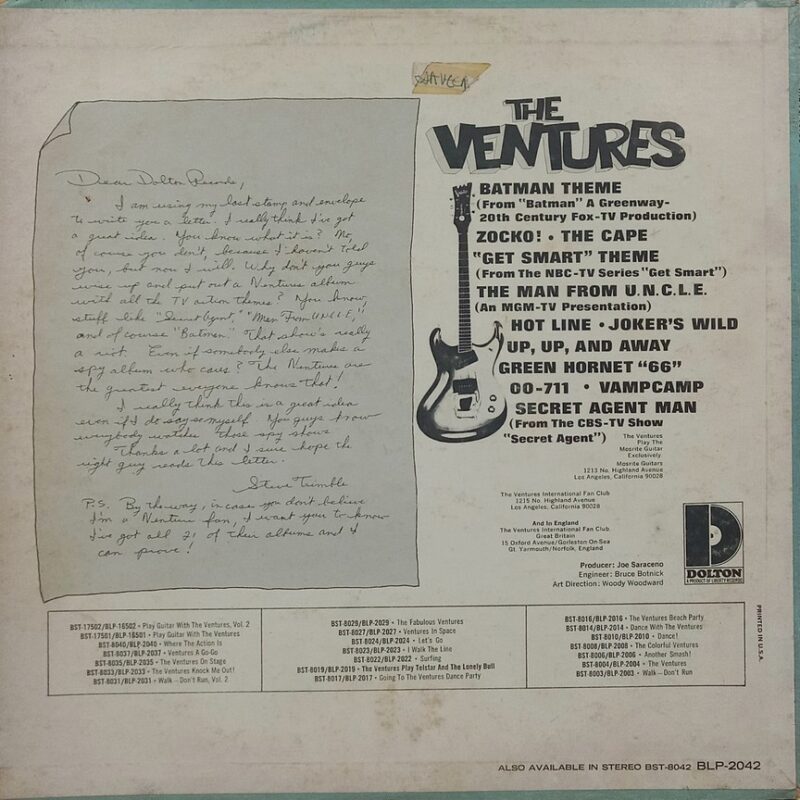 Dear Dolton Records,
I am using my last stamp and envelope
to write you a letter. I really think I've got
a great idea. You know what it is? No,
of course you don't, because I haven't told
you, but now I will. Why don't you guys
wise up and put out a Ventures album
with all the TV action themes? You know,
stuff like "Secret Agent," "Man From UNCLE,"
and of course "Batman." That show's really
a riot. Even if somebody else makes a
spy album who cares? The Ventures are
the greatest everyone knows that!
I really think this is a great idea
even if I do say so myself. You guys know
everybody watches those spy shows.
Thanks a lot and I sure hope the
right guy reads this letter.
Steve Trimble
P.S. By the way, in case you don't believe
I'm a Venture fan, I want you to know
I've got all 21 of their albums and I
can prove!
THE
VENTURES
BATMAN THEME
(From "Batman" A Greenway-
20th Century Fox-TV Production)
ZOCKO! • THE CAPE
"GET SMART" THEME
(From The NBC-TV Series "Get Smart")
THE MAN FROM U.N.C.L.E.
(An MGM-TV Presentation)
HOT LINE • JOKER'S WILD
UP, UP, AND AWAY
GREEN HORNET "66"
00-711 • VAMPCAMP
SECRET AGENT MAN
(From The CBS-TV Show
"Secret Agent")
The Ventures
Play The
Mosrite Guitar
Exclusively.
Mosrite Guitars
1213 No. Highland Avenue
Los Angeles, California 90028
The Ventures International Fan Club
1215 No. Highland Avenue
Los Angeles, California 90028
And In England
The Ventures International Fan Club
Great Britain
15 Oxford Avenue/Gorleston On-Sea
Gt. Yarmouth/Norfolk, England
Producer: Joe Saraceno
Engineer: Bruce Botnick
Art Direction: Woody Woodward
DOLTON
A PRODUCT OF LIBERTY RECORDS
BST-17502/BLP-16502 • Play Guitar With The Ventures, Vol. 2
BST-17501/BLP-16501 • Play Guitar With The Ventures
BST-8040/BLP-2040 • Where The Action Is
BST-8037/BLP-2037 • Ventures A Go-Go
BST-8035/BLP-2035 • The Ventures On Stage
BST-8033/BLP-2033 • The Ventures Knock Me Out!
BST-8031/BLP-2031 • Walk – Don't Run, Vol. 2
BST-8029/BLP-2029 • The Fabulous Ventures
BST-8027/BLP-2027 • Ventures In Space
BST-8024/BLP-2024 • Let's Go
BST-8023/BLP-2023 • I Walk The Line
BST-8022/BLP-2022 • Surfing
BST-8019/BLP-2019 • The Ventures Play Telstar And The Lonely Bull
BST-8017/BLP-2017 • Going To The Ventures Dance Party
BST-8016/BLP-2016 • The Ventures Beach Party
BST-8014/BLP-2014 • Dance With The Ventures
BST-8010/BLP-2010 • Dance!
BST-8008/BLP-2008 • The Colorful Ventures
BST-8006/BLP-2006 • Another Smash!
BST-8004/BLP-2004 • The Ventures
BST-8003/BLP-2003 • Walk – Don't Run
PRINTED IN U.S.A.
ALSO AVAILABLE IN STEREO BST-8042 BLP-2042